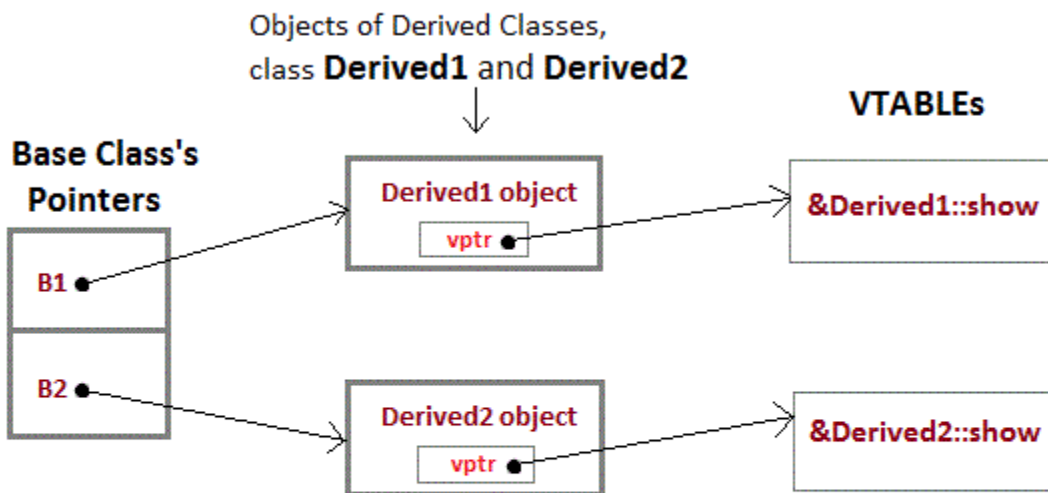 Objects of Derived Classes,
class Derived1 and Derived2
VTABLEs
Base Class's
Pointers
Derived1 object
vptr
&Derived1::show
B1
B2
Derived2 object
vptr
&Derived2::show